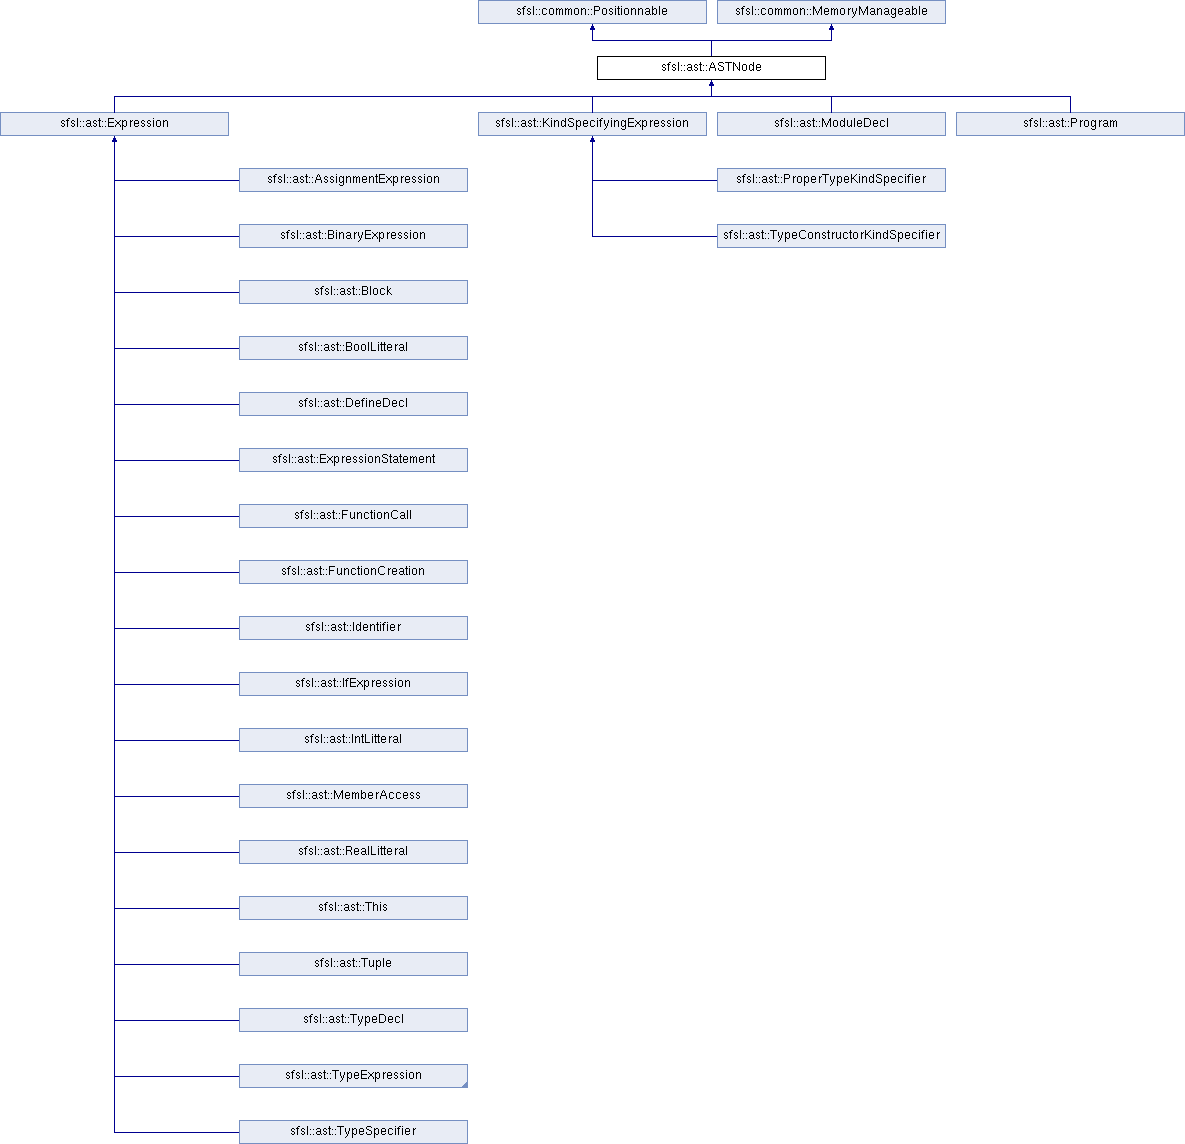 sfsl::common::Positionnable
sfsl::common::MemoryManageable
sfsl::ast::ASTNode
sfsl::ast::Expression
sfsl::ast::KindSpecifyingExpression
sfsl::ast::ModuleDecl
sfsl::ast::Program
sfsl::ast::AssignmentExpression
sfsl::ast::ProperTypeKindSpecifier
sfsl::ast::BinaryExpression
sfsl::ast::TypeConstructorKindSpecifier
sfsl::ast::Block
sfsl::ast::BoolLitteral
sfsl::ast::DefineDecl
sfsl::ast::ExpressionStatement
sfsl::ast::FunctionCall
sfsl::ast::FunctionCreation
sfsl::ast::Identifier
sfsl::ast::IfExpression
sfsl::ast::IntLitteral
sfsl::ast::MemberAccess
sfsl::ast::RealLitteral
sfsl::ast::This
sfsl::ast::Tuple
sfsl::ast::TypeDecl
sfsl::ast::TypeExpression
sfsl::ast::TypeSpecifier